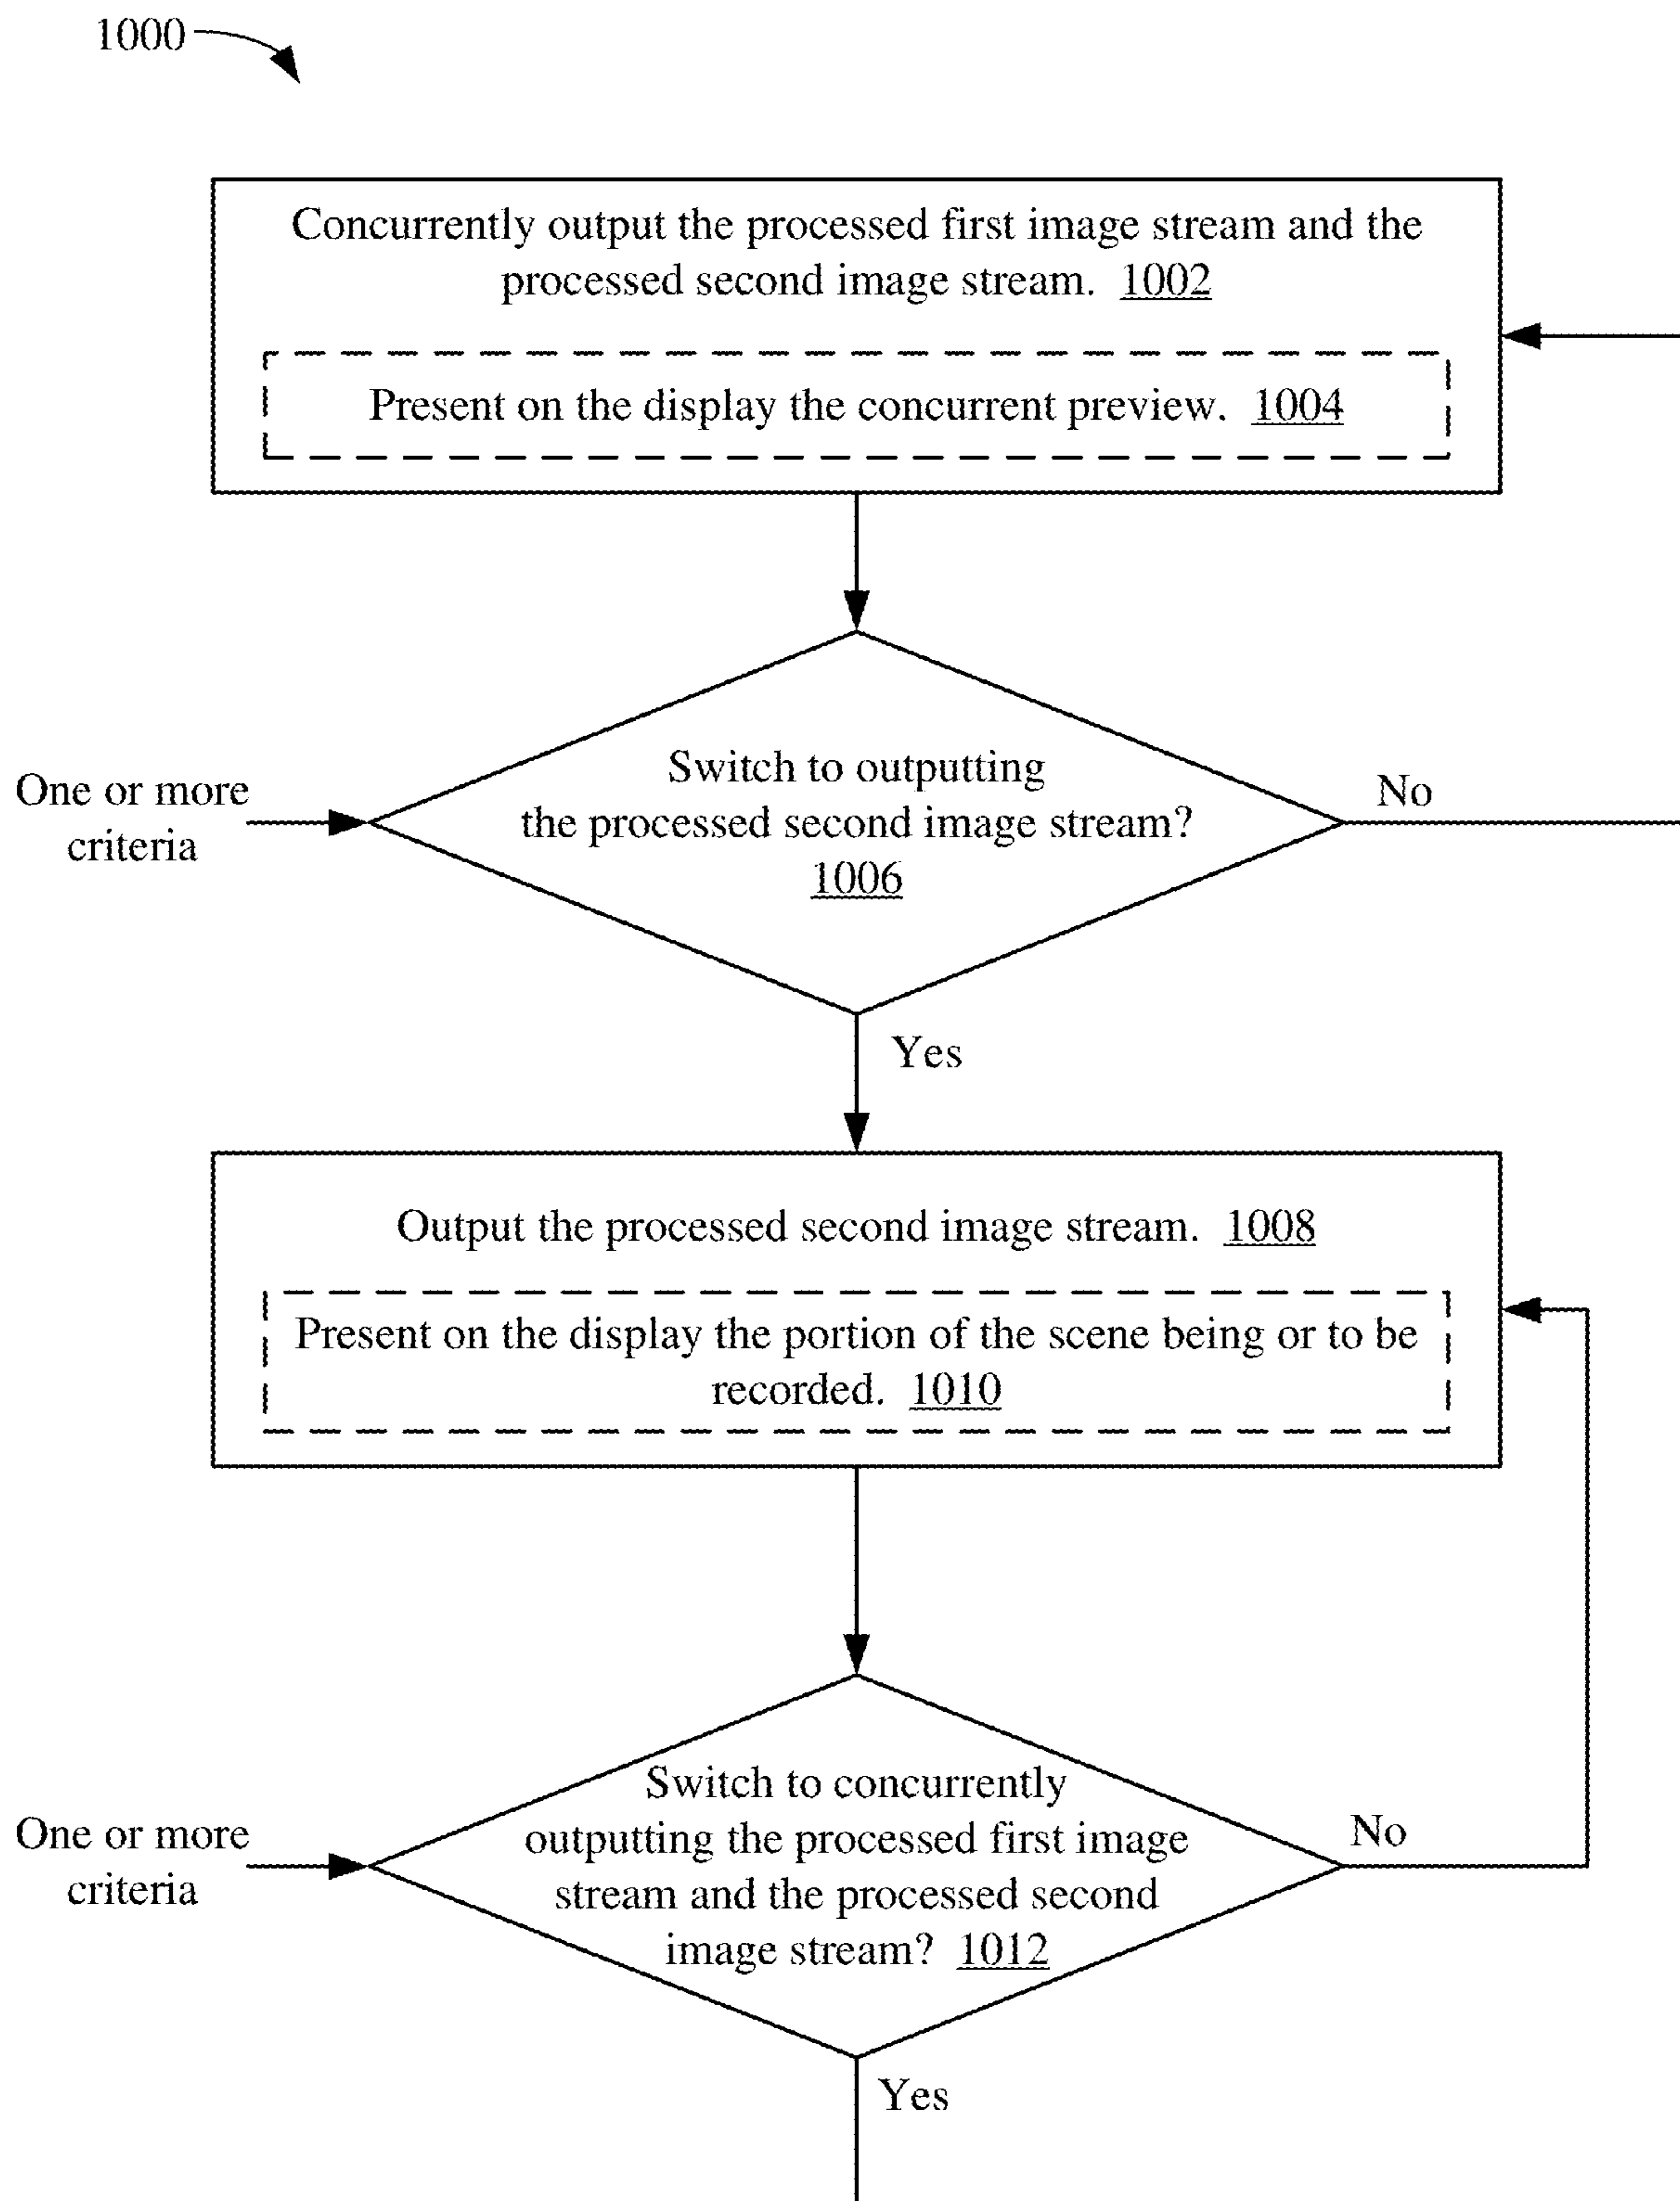 1000
Concurrently output the processed first image stream and the
processed second image stream. 1002
Present on the display the concurrent preview. 1004
One or more
criteria
Switch to outputting
the processed second image stream?
1006
No
Yes
Output the processed second image stream. 1008
Present on the display the portion of the scene being or to be
recorded. 1010
One or more
criteria
Switch to concurrently
outputting the processed first image
stream and the processed second
image stream? 1012
No
Yes